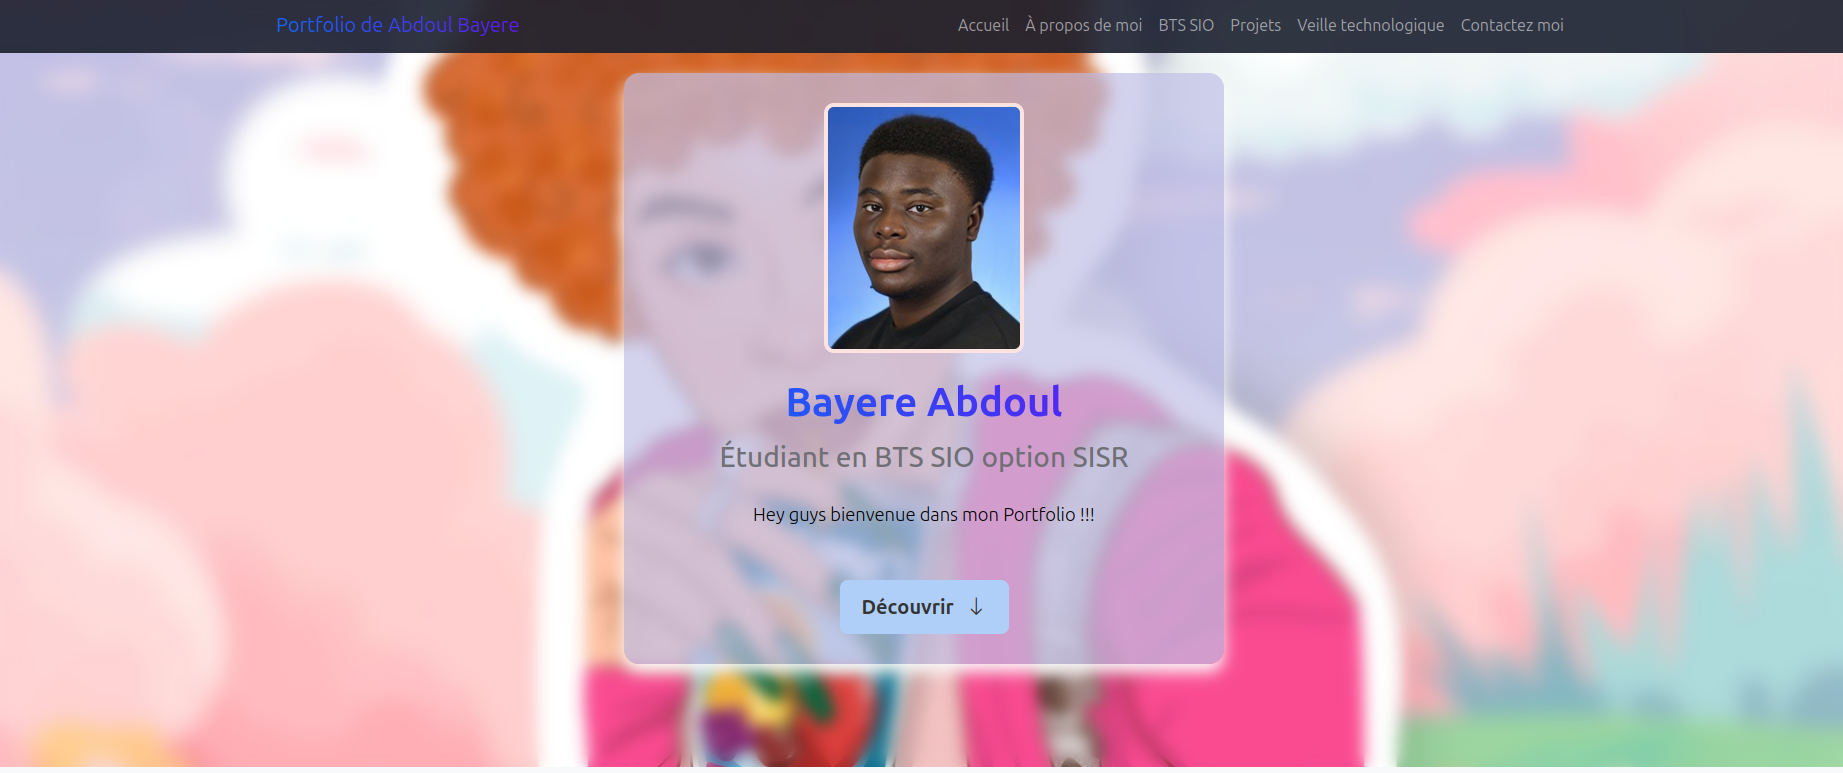 Portfolio de Abdoul Bayere
Accueil À propos de moi BTS SIO Projets Veille technologique Contactez moi
Bayere Abdoul
Étudiant en BTS SIO option SISR
Hey guys bienvenue dans mon Portfolio !!!
Découvrir ↓